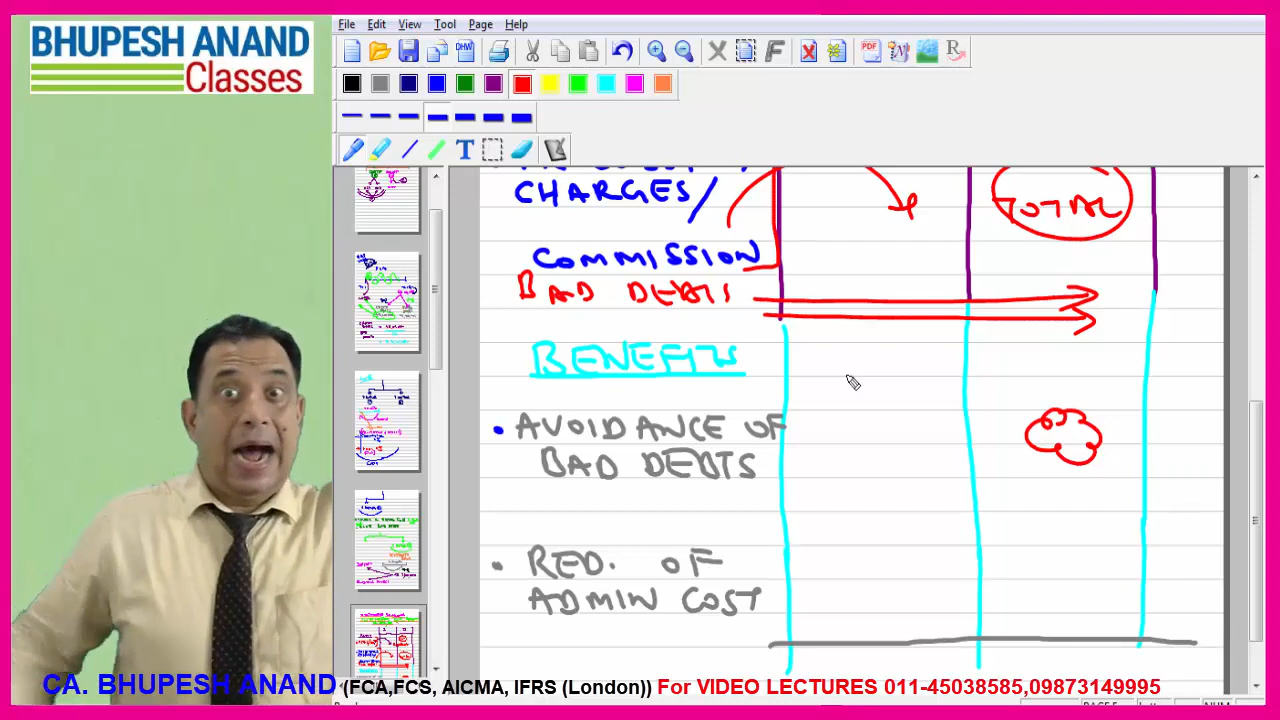 BHUPESH ANAND
Classes
File Edit View Tool Page Help
CHARGES/
TOTAL
COMMISSION
BAD DEBTS
BENEFITS
• AVOIDANCE OF
BAD DEBTS
• RED. OF
ADMIN COST
CA. BHUPESH ANAND (FCA,FCS, AICMA, IFRS (London)) For VIDEO LECTURES 011-45038585,09873149995